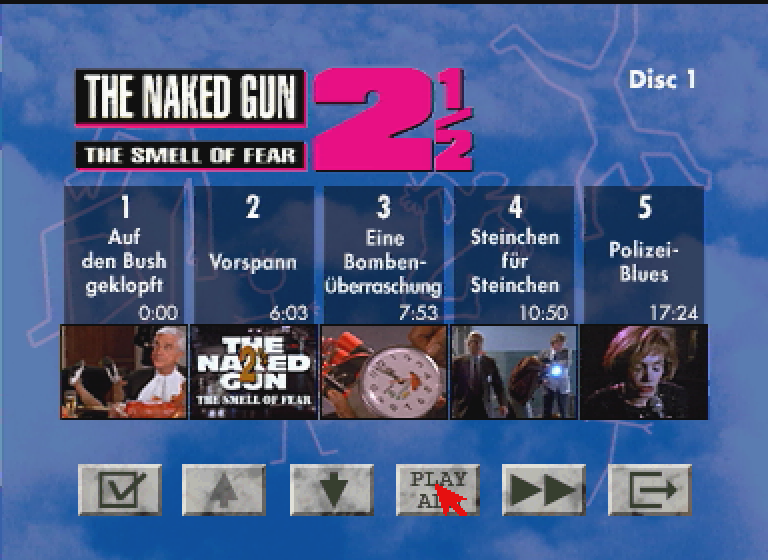 THE NAKED GUN 2 1/2
THE SMELL OF FEAR
Disc 1
1
Auf
den Bush
geklopft
0:00
2
Vorspann
6:03
3
Eine
Bomben-
überraschung
7:53
4
Steinchen
für
Steinchen
10:50
5
Polizei-
Blues
17:24
THE
NAKED
GUN
2½
THE SMELL OF FEAR
PLAY